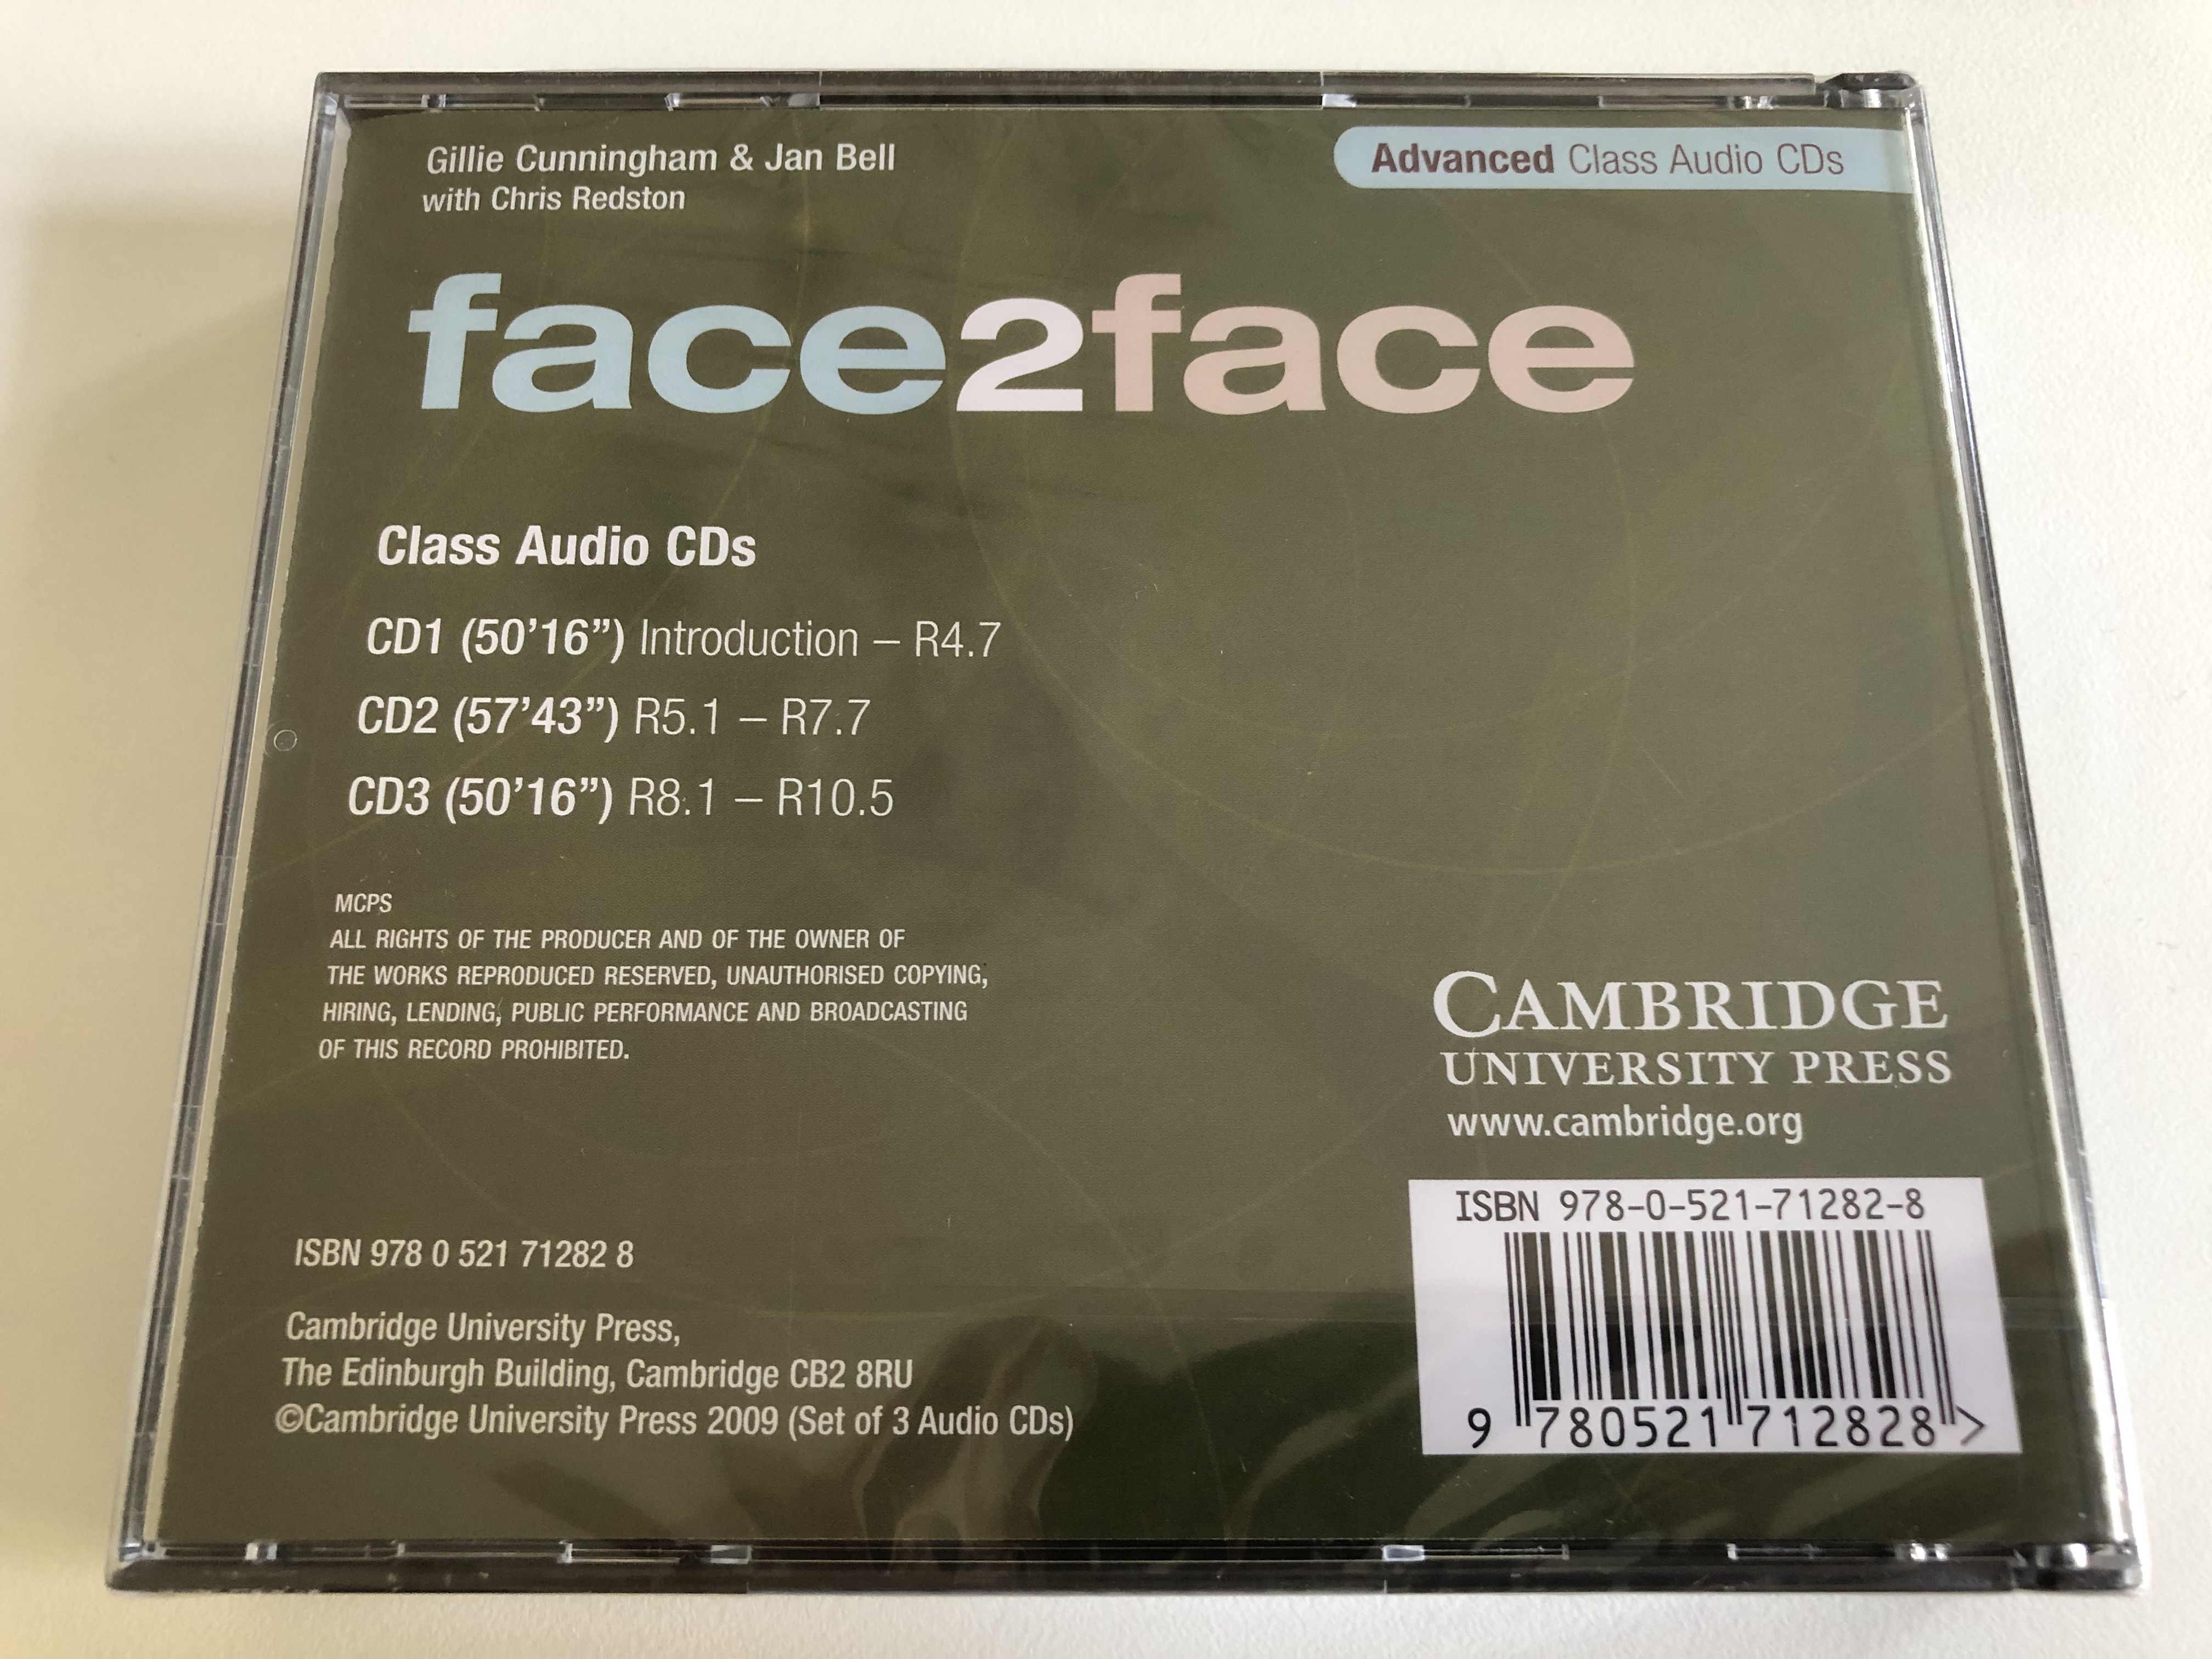 Gillie Cunningham & Jan Bell
with Chris Redston
Advanced Class Audio CDs
face2face
Class Audio CDs
CD1 (50’16”) Introduction – R4.7
CD2 (57’43”) R5.1 – R7.7
CD3 (50’16”) R8.1 – R10.5
MCPS
ALL RIGHTS OF THE PRODUCER AND OF THE OWNER OF
THE WORKS REPRODUCED RESERVED, UNAUTHORISED COPYING,
HIRING, LENDING, PUBLIC PERFORMANCE AND BROADCASTING
OF THIS RECORD PROHIBITED.
CAMBRIDGE
UNIVERSITY PRESS
www.cambridge.org
ISBN 978-0-521-71282-8
9 780521 712828 >
ISBN 978 0 521 71282 8
Cambridge University Press,
The Edinburgh Building, Cambridge CB2 8RU
©Cambridge University Press 2009 (Set of 3 Audio CDs)